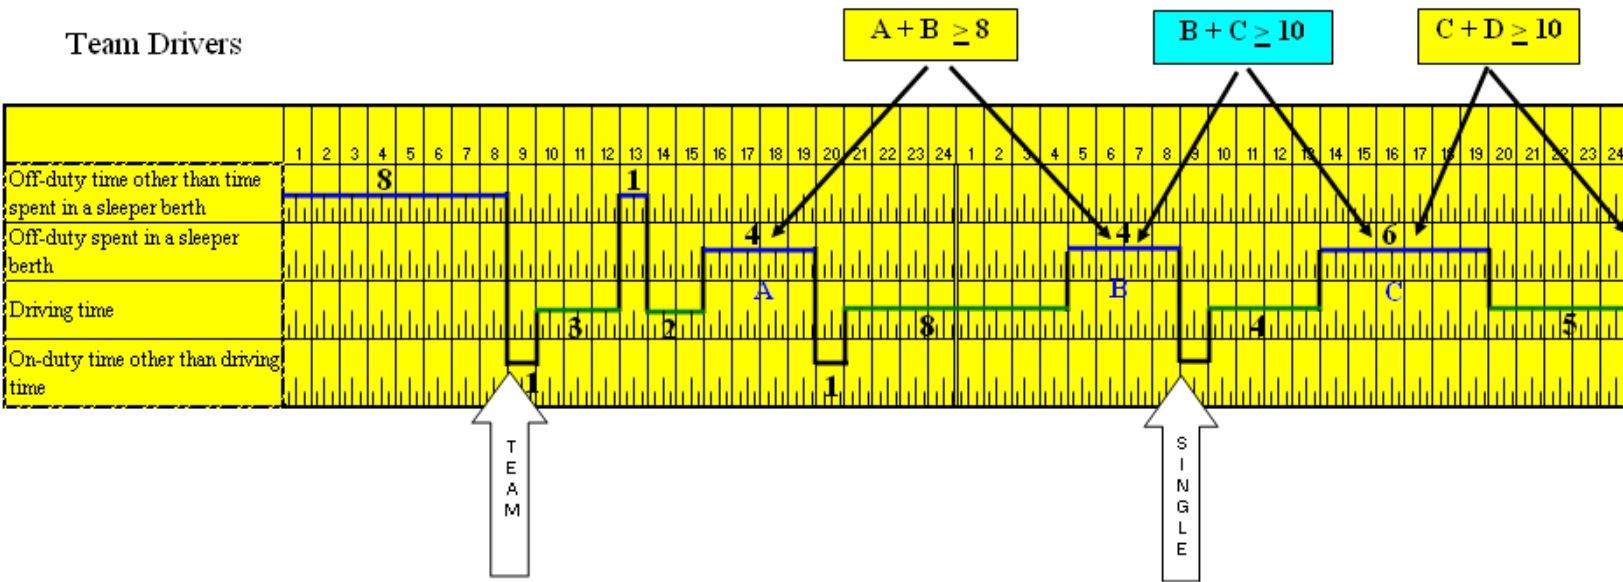 Team Drivers
A + B ≥ 8
B + C ≥ 10
C + D ≥ 10
1 2 3 4 5 6 7 8 9 10 11 12 13 14 15 16 17 18 19 20 21 22 23 24 1 2 3 4 5 6 7 8 9 10 11 12 13 14 15 16 17 18 19 20 21 22 23 24
Off-duty time other than time
spent in a sleeper berth
8
1
Off-duty spent in a sleeper
berth
4
4
6
A
B
C
Driving time
3
2
8
4
5
On-duty time other than driving
time
1
1
TEAM
SINGLE